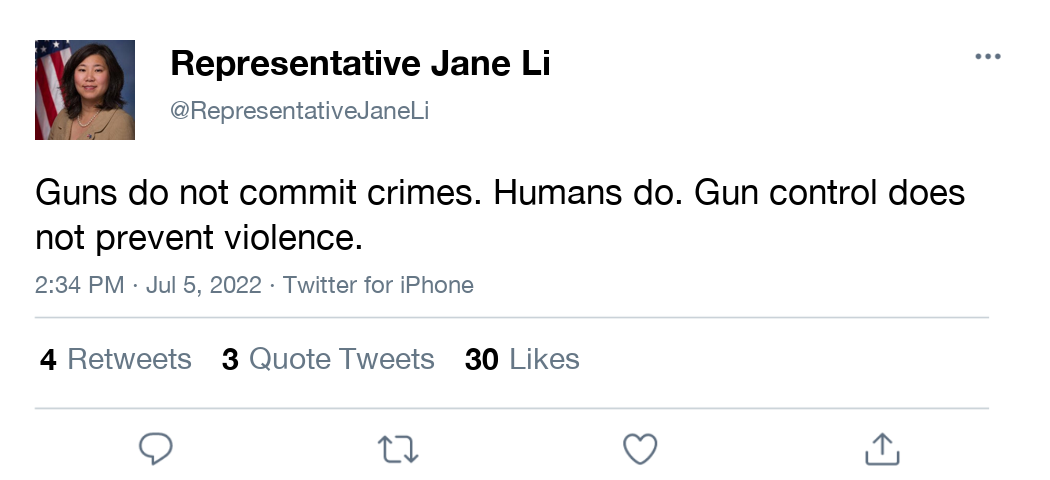 Representative Jane Li
@RepresentativeJaneLi
Guns do not commit crimes. Humans do. Gun control does
not prevent violence.
2:34 PM · Jul 5, 2022 · Twitter for iPhone
4 Retweets 3 Quote Tweets 30 Likes